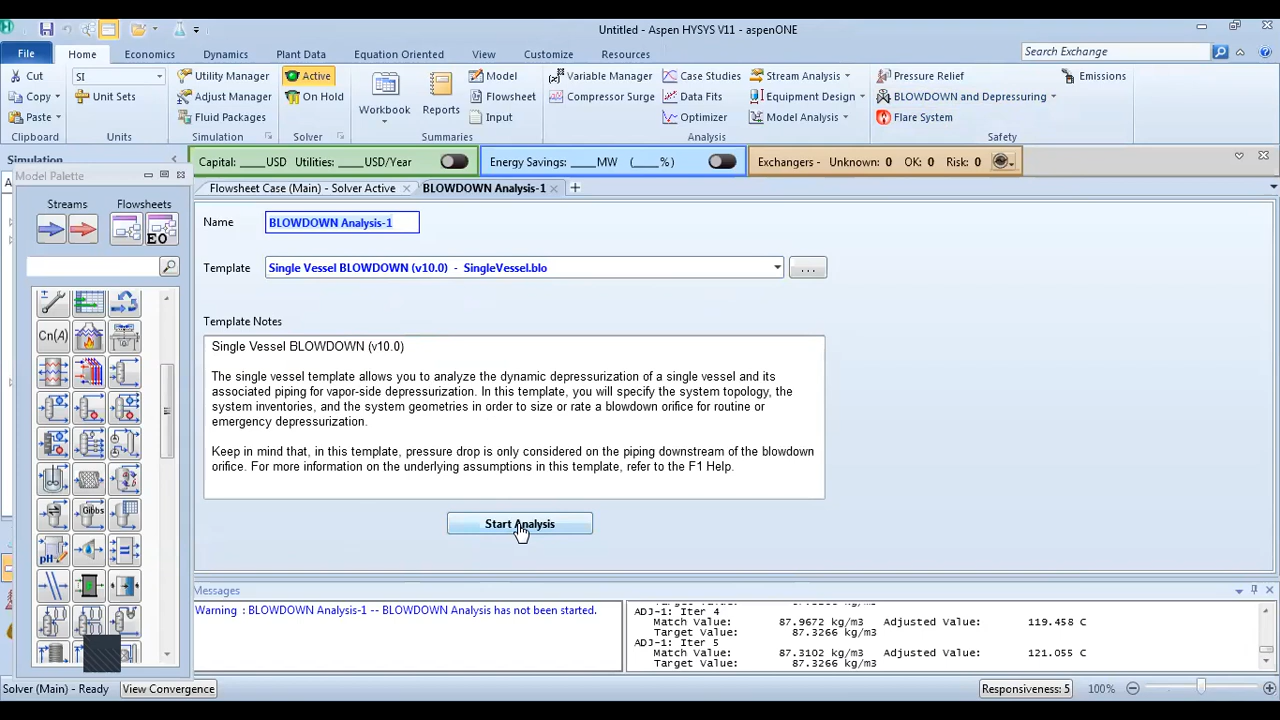 Untitled - Aspen HYSYS V11 - aspenONE
File Home Economics Dynamics Plant Data Equation Oriented View Customize Resources Search Exchange
Cut SI Utility Manager Active Model Variable Manager Case Studies Stream Analysis Pressure Relief Emissions
Copy Unit Sets Adjust Manager On Hold Workbook Reports Flowsheet Compressor Surge Data Fits Equipment Design BLOWDOWN and Depressuring
Paste Fluid Packages Input Optimizer Model Analysis Flare System
Clipboard Units Simulation Solver Summaries Analysis Safety
Simulation Capital: ____USD Utilities: ____USD/Year Energy Savings: ____MW (____%) Exchangers - Unknown: 0 OK: 0 Risk: 0
Model Palette Flowsheet Case (Main) - Solver Active BLOWDOWN Analysis-1
Streams Flowsheets
EO
Cn(A)
Gibbs
pH
Name BLOWDOWN Analysis-1
Template Single Vessel BLOWDOWN (v10.0) - SingleVessel.blo ...
Template Notes
Single Vessel BLOWDOWN (v10.0)
The single vessel template allows you to analyze the dynamic depressurization of a single vessel and its
associated piping for vapor-side depressurization. In this template, you will specify the system topology, the
system inventories, and the system geometries in order to size or rate a blowdown orifice for routine or
emergency depressurization.
Keep in mind that, in this template, pressure drop is only considered on the piping downstream of the blowdown
orifice. For more information on the underlying assumptions in this template, refer to the F1 Help.
Start Analysis
Messages
Warning : BLOWDOWN Analysis-1 -- BLOWDOWN Analysis has not been started.
ADJ-1: Iter 4
Match Value: 87.9672 kg/m3 Adjusted Value: 119.458 C
Target Value: 87.3266 kg/m3
ADJ-1: Iter 5
Match Value: 87.3102 kg/m3 Adjusted Value: 121.055 C
Target Value: 87.3266 kg/m3
Solver (Main) - Ready View Convergence Responsiveness: 5 100%